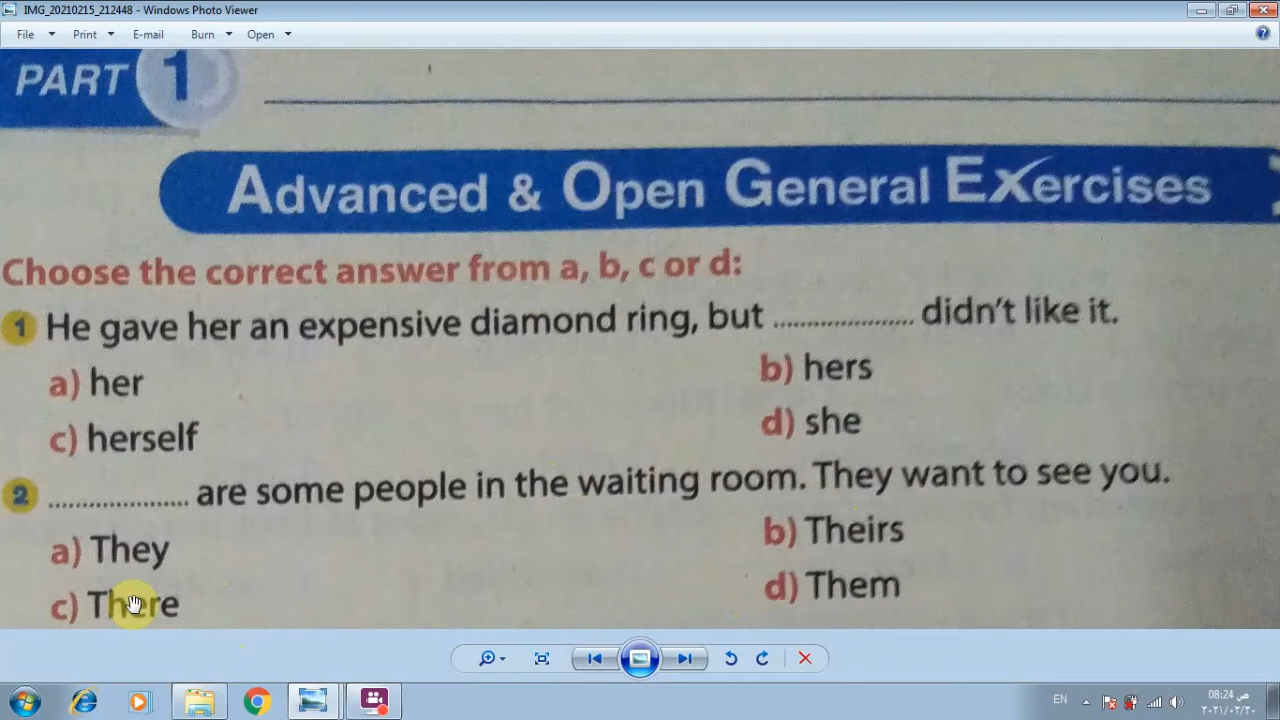 IMG_20210215_212448 - Windows Photo Viewer
File Print E-mail Burn Open
PART 1
Advanced & Open General Exercises
Choose the correct answer from a, b, c or d:
1 He gave her an expensive diamond ring, but ...................... didn't like it.
a) her b) hers
c) herself d) she
2 ...................... are some people in the waiting room. They want to see you.
a) They b) Theirs
c) There d) Them
EN
08:24 ص
٢٠٢١/٠٢/٢٠